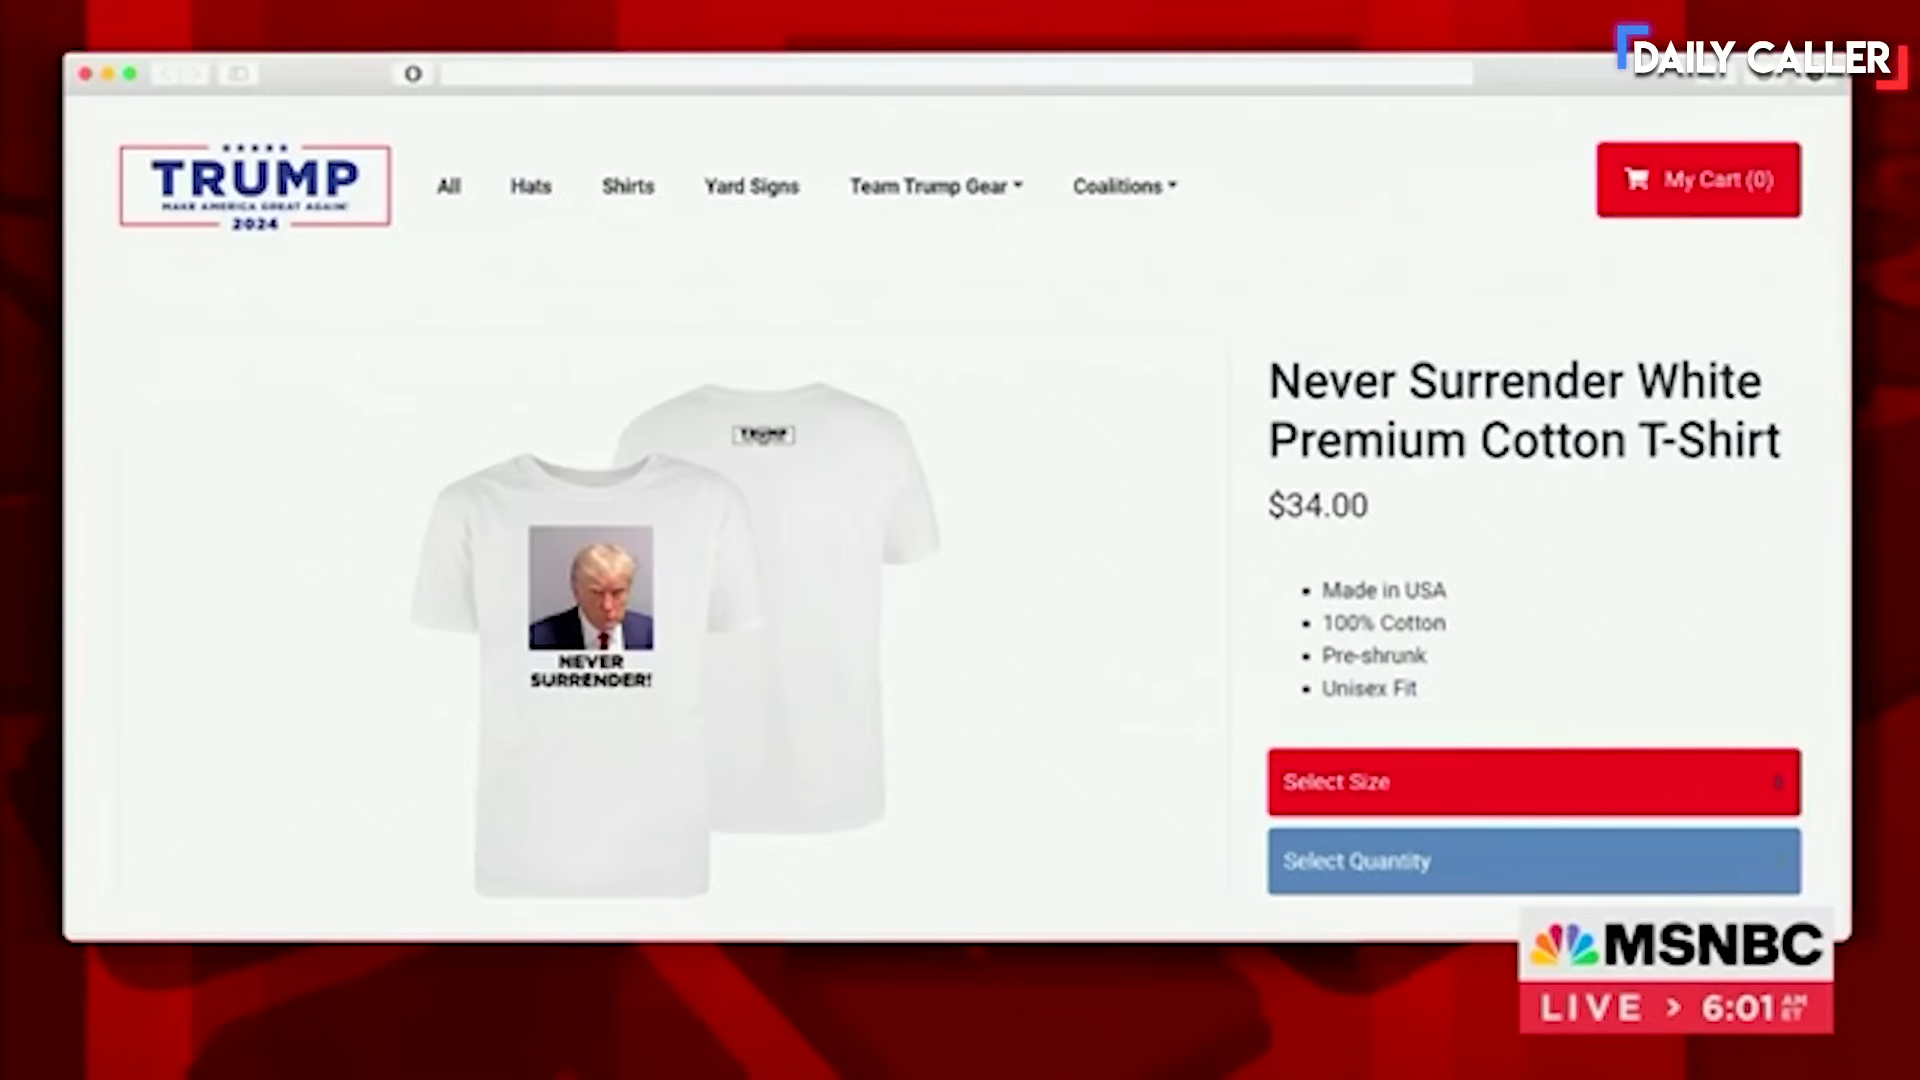 DAILY CALLER
TRUMP
MAKE AMERICA GREAT AGAIN!
2024
All
Hats
Shirts
Yard Signs
Team Trump Gear
Coalitions
My Cart (0)
TRUMP
NEVER
SURRENDER!
Never Surrender White
Premium Cotton T-Shirt
$34.00
Made in USA
100% Cotton
Pre-shrunk
Unisex Fit
Select Size
Select Quantity
MSNBC
LIVE > 6:01 AM ET